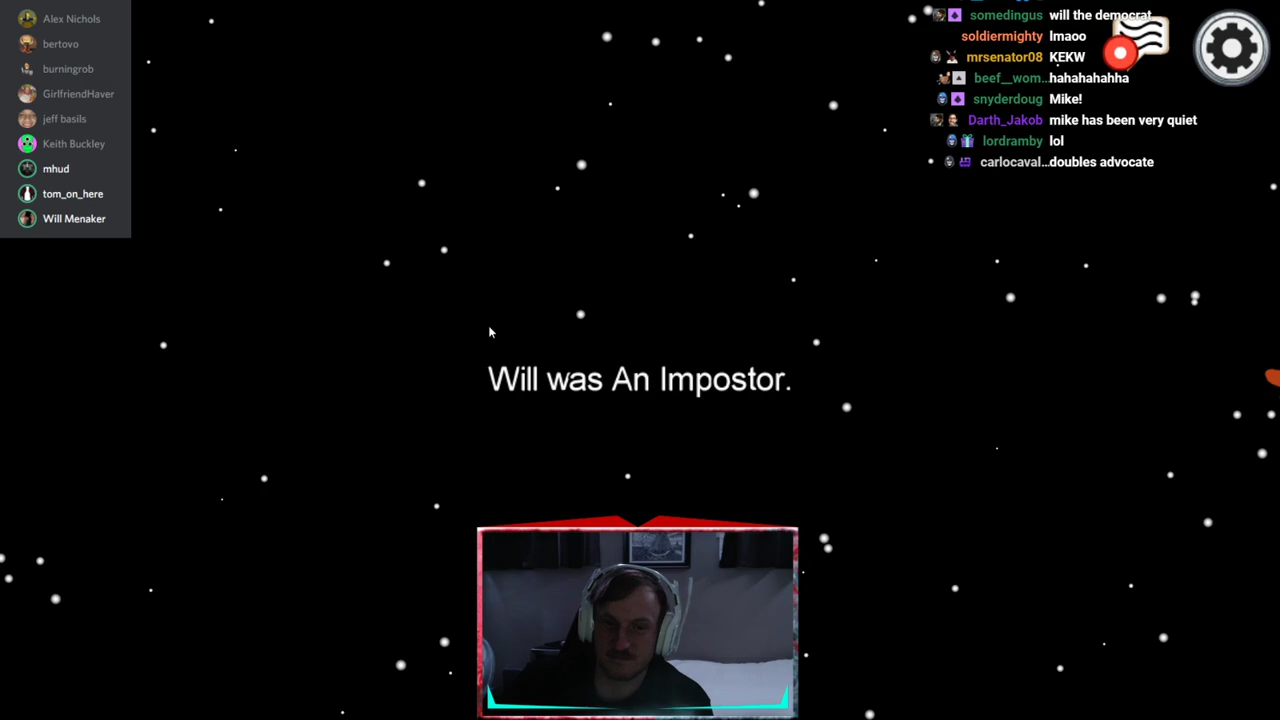 Alex Nichols
bertovo
burningrob
GirlfriendHaver
jeff basils
Keith Buckley
mhud
tom_on_here
Will Menaker
somedingus will the democrat
soldiermighty lmaoo
mrsenator08 KEKW
beef__wom... hahahahahha
snyderdoug Mike!
Darth_Jakob mike has been very quiet
lordramby lol
carlocaval... doubles advocate
Will was An Impostor.